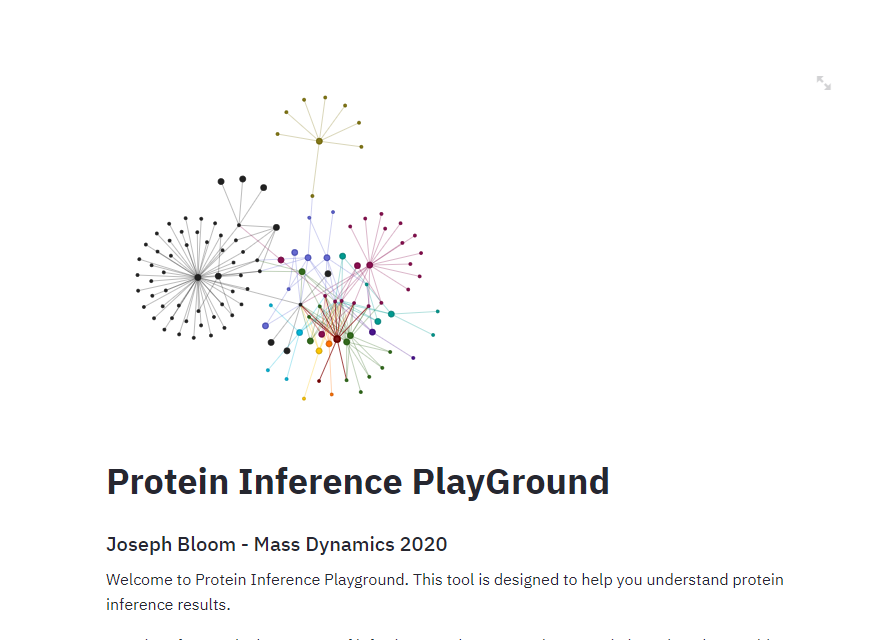 Protein Inference PlayGround
Joseph Bloom - Mass Dynamics 2020
Welcome to Protein Inference Playground. This tool is designed to help you understand protein
inference results.